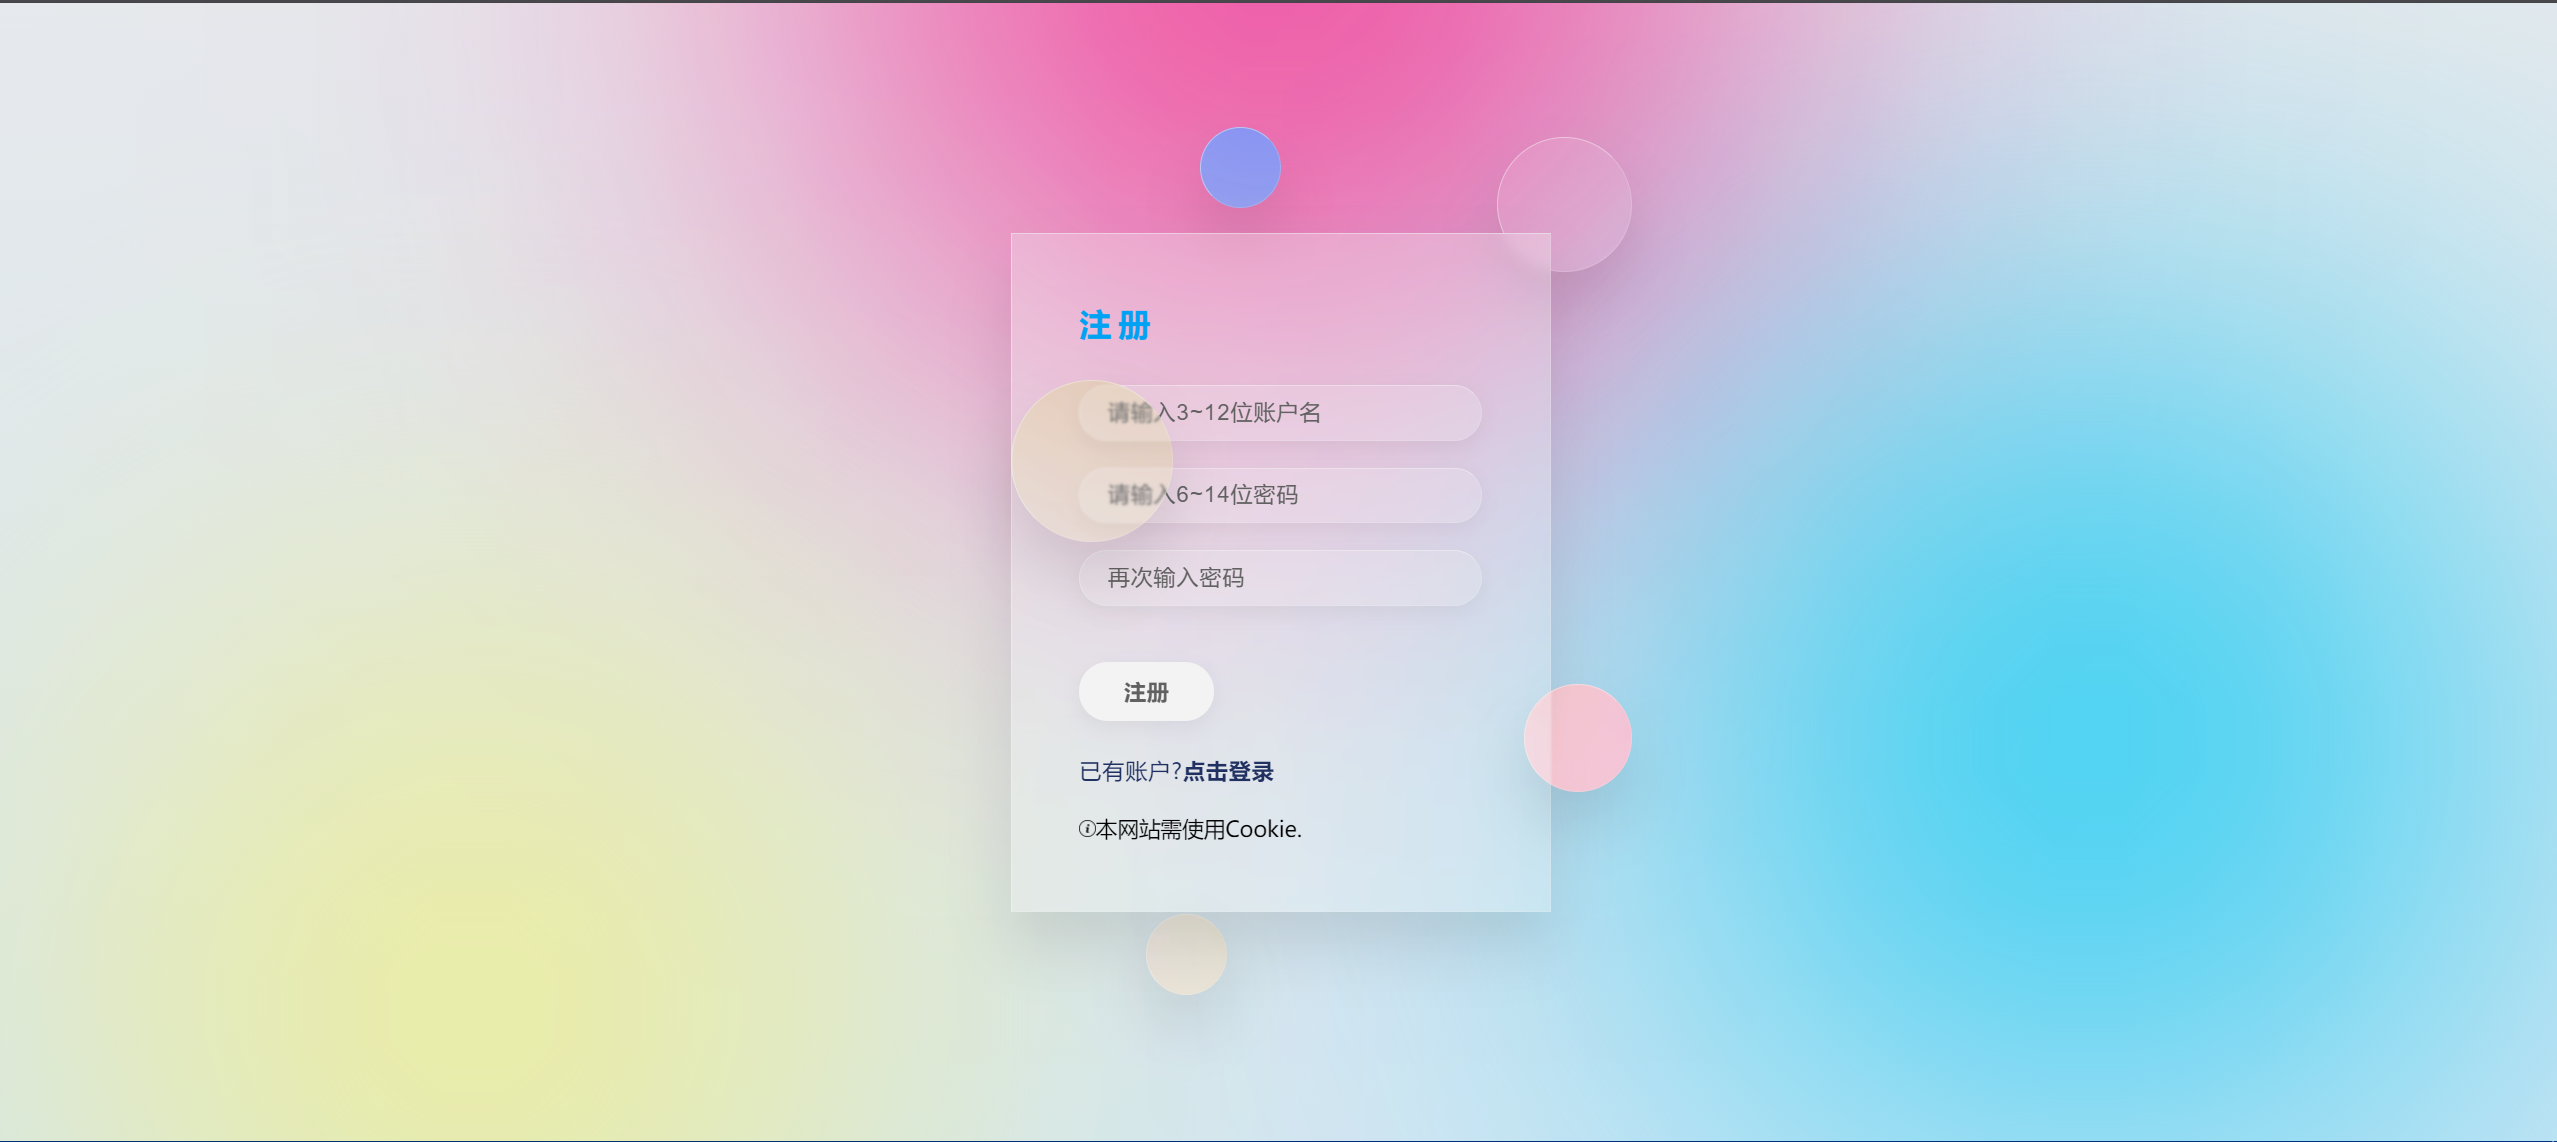 注册
请输入3~12位账户名
请输入6~14位密码
再次输入密码
注册
已有账户?点击登录
本网站需使用Cookie.